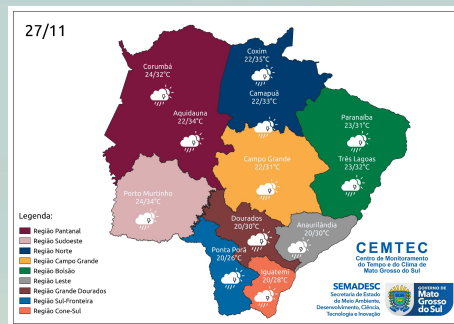 27/11
Corumbá
24/32°C
Coxim
22/35°C
Camapuã
22/33°C
Aquidauna
22/34°C
Paranaíba
23/31°C
Três Lagoas
23/32°C
Campo Grande
22/31°C
Porto Murtinho
24/34°C
Dourados
20/30°C
Anaurilândia
20/30°C
Ponta Porã
20/26°C
Iguatemi
20/28°C
Legenda:
Região Pantanal
Região Sudoeste
Região Norte
Região Campo Grande
Região Bolsão
Região Leste
Região Grande Dourados
Região Sul-Fronteira
Região Cone-Sul
CEMTEC
Centro de Monitoramento
do Tempo e do Clima de
Mato Grosso do Sul
SEMADESC
Secretaria de Estado
de Meio Ambiente,
Desenvolvimento, Ciência,
Tecnologia e Inovação
GOVERNO DE
Mato
Grosso
do Sul